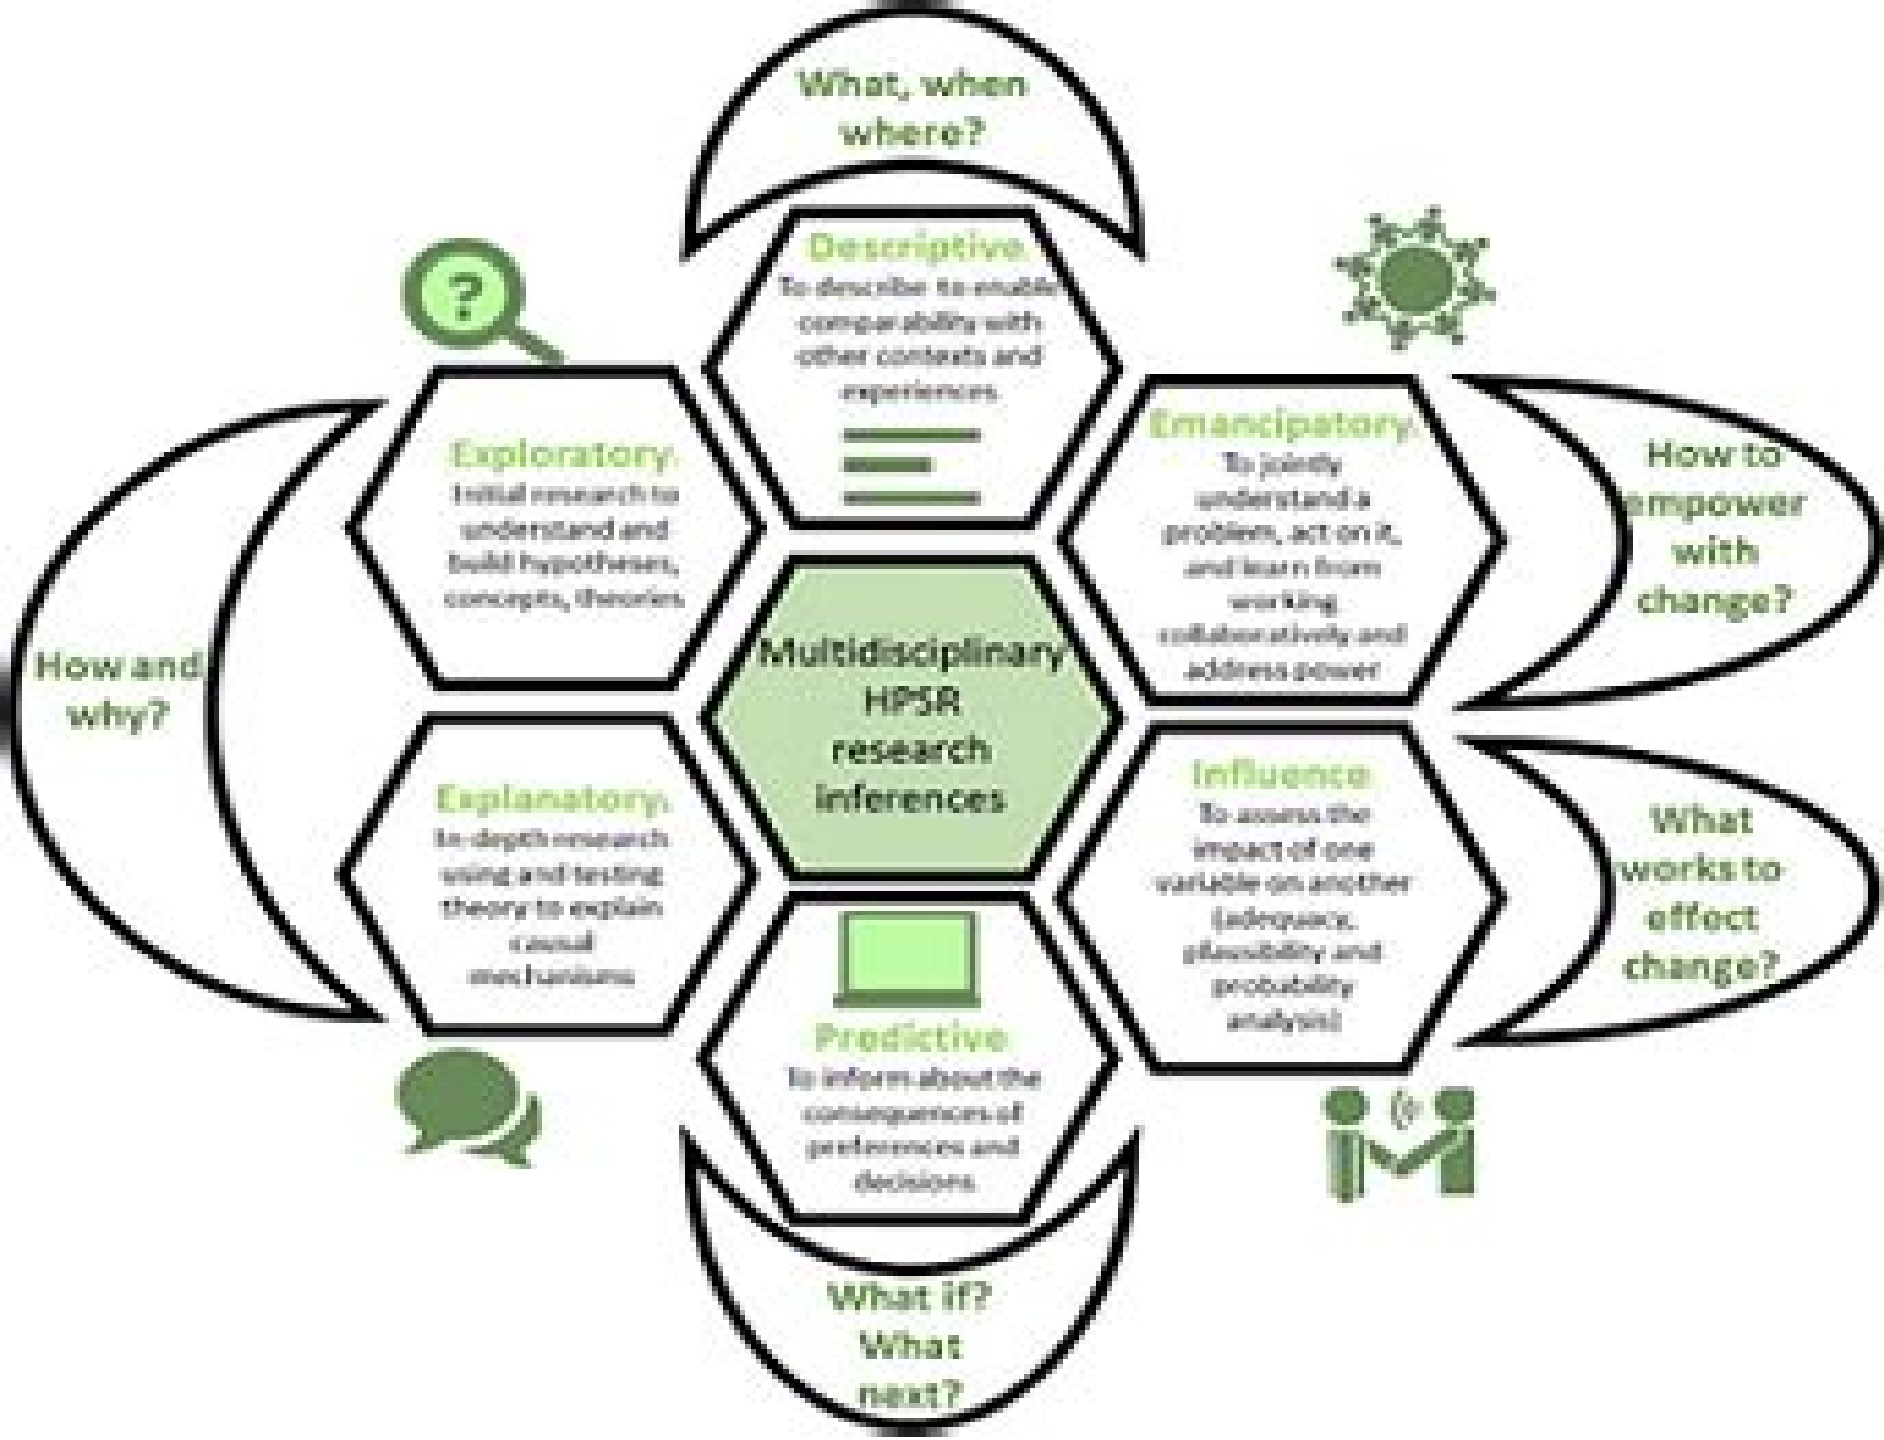 What, when
where?
Descriptive.
To describe to enable
comparability with
other contexts and
experiences
?
Exploratory.
Initial research to
understand and
build hypotheses,
concepts, theories
Emancipatory.
To jointly
understand a
problem, act on it,
and learn from
working
collaboratively and
address power
How to
empower
with
change?
How and
why?
Multidisciplinary
HPSR
research
inferences
Explanatory.
In-depth research
using and testing
theory to explain
causal
mechanisms
Influence.
To assess the
impact of one
variable on another
(adequacy,
plausibility and
probability
analysis)
What
works to
effect
change?
Predictive.
To inform about the
consequences of
preferences and
decisions.
What if?
What
next?